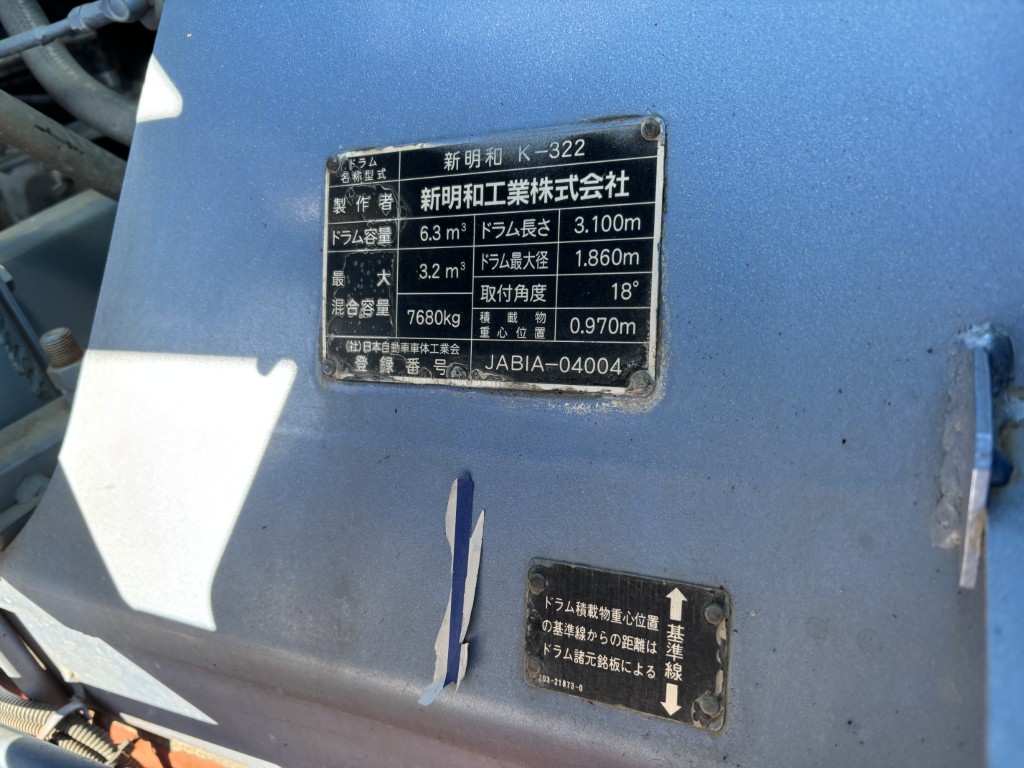 ドラム
名称型式
新明和 K-322
製作者
新明和工業株式会社
ドラム容量
6.3 m³
ドラム長さ
3.100m
最大
混合容量
3.2 m³
7680kg
ドラム最大径
1.860m
取付角度
18°
積載物
重心位置
0.970m
(社)日本自動車車体工業会
登録番号
JABIA-04004
ドラム積載物重心位置
の基準線からの距離は
ドラム諸元銘板による
203-21873-0
基準線